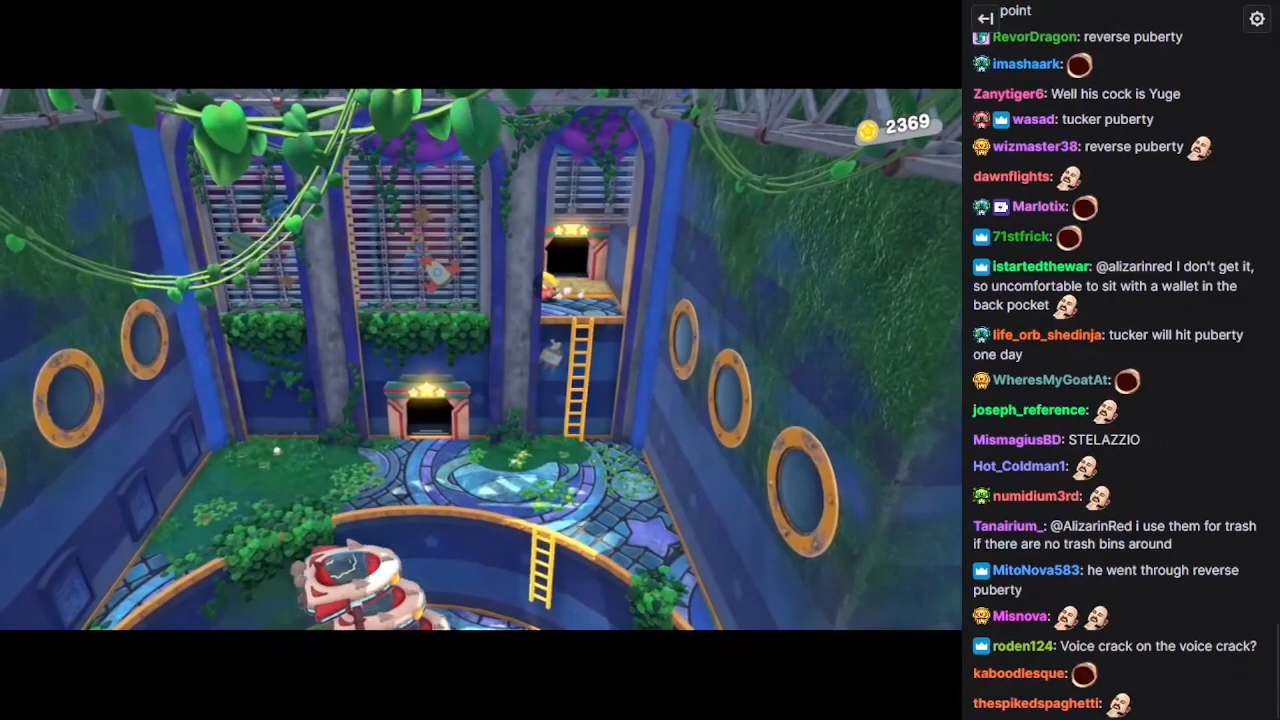 2369
point
RevorDragon: reverse puberty
imashaark:
Zanytiger6: Well his cock is Yuge
wasad: tucker puberty
wizmaster38: reverse puberty
dawnflights:
Marlotix:
71stfrick:
istartedthewar: @alizarinred I don't get it,
so uncomfortable to sit with a wallet in the
back pocket
life_orb_shedinja: tucker will hit puberty
one day
WheresMyGoatAt:
joseph_reference:
MismagiusBD: STELAZZIO
Hot_Coldman1:
numidium3rd:
Tanairium_: @AlizarinRed i use them for trash
if there are no trash bins around
MitoNova583: he went through reverse
puberty
Misnova:
roden124: Voice crack on the voice crack?
kaboodlesque:
thespikedspaghetti: